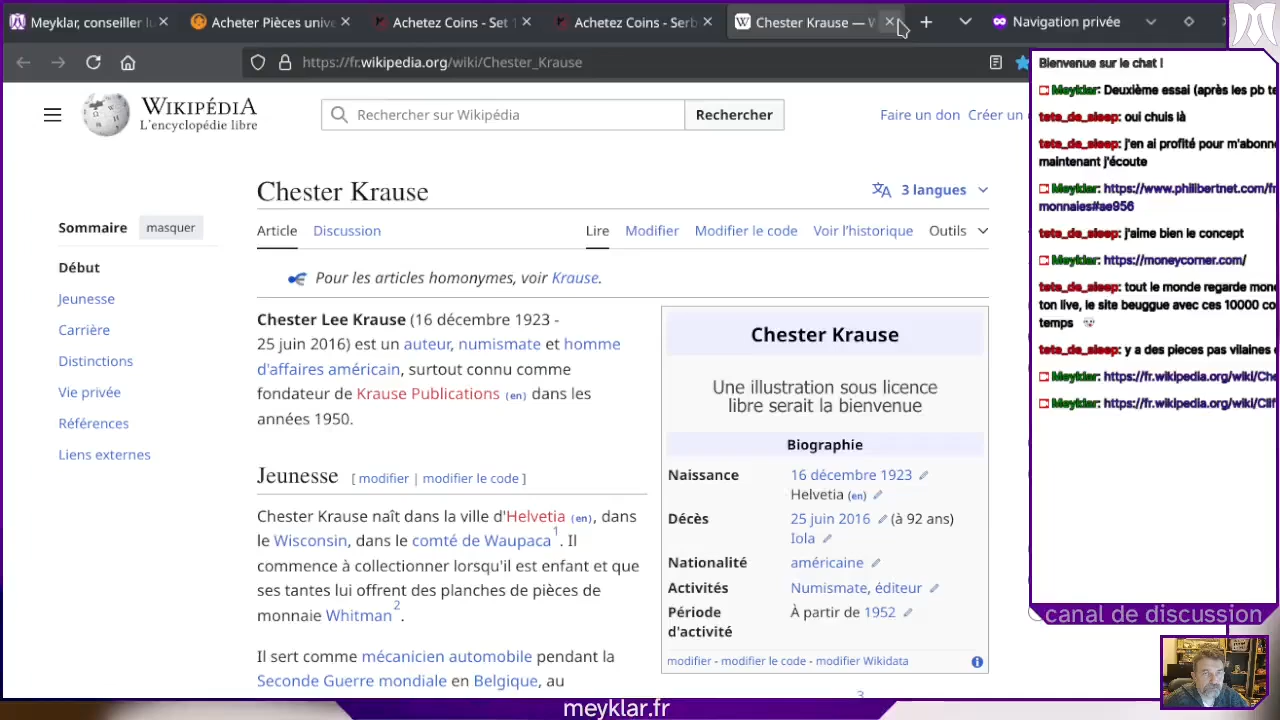 Meyklar, conseiller
Acheter Pièces unive
Achetez Coins - Set 1
Achetez Coins - Serb
Chester Krause — W
Navigation privée
https://fr.wikipedia.org/wiki/Chester_Krause
WIKIPÉDIA
L'encyclopédie libre
Rechercher sur Wikipédia
Rechercher
Faire un don
Créer un
Chester Krause
3 langues
Sommaire
masquer
Début
Jeunesse
Carrière
Distinctions
Vie privée
Références
Liens externes
Article
Discussion
Lire
Modifier
Modifier le code
Voir l’historique
Outils
Pour les articles homonymes, voir Krause.
Chester Lee Krause (16 décembre 1923 -
25 juin 2016) est un auteur, numismate et homme
d'affaires américain, surtout connu comme
fondateur de Krause Publications (en) dans les
années 1950.
Jeunesse [ modifier | modifier le code ]
Chester Krause naît dans la ville d'Helvetia (en), dans
le Wisconsin, dans le comté de Waupaca1. Il
commence à collectionner lorsqu'il est enfant et que
ses tantes lui offrent des planches de pièces de
monnaie Whitman2.
Il sert comme mécanicien automobile pendant la
Seconde Guerre mondiale en Belgique, au
Chester Krause
Une illustration sous licence
libre serait la bienvenue
Biographie
Naissance
16 décembre 1923
Helvetia (en)
Décès
25 juin 2016 (à 92 ans)
Iola
Nationalité
américaine
Activités
Numismate, éditeur
Période
d'activité
À partir de 1952
modifier - modifier le code - modifier Wikidata
3
Bienvenue sur le chat !
Meyklar: Deuxième essai (après les pb te
tete_de_sleep: oui chuis là
tete_de_sleep: j'en ai profité pour m'abonne
maintenant j'écoute
Meyklar: https://www.philibertnet.com/fr
monnaies#ae956
tete_de_sleep: j'aime bien le concept
Meyklar: https://moneycorner.com/
tete_de_sleep: tout le monde regarde mone
ton live, le site beuggue avec ces 10000 co
temps
tete_de_sleep: y a des pieces pas vilaines
Meyklar: https://fr.wikipedia.org/wiki/Che
Meyklar: https://fr.wikipedia.org/wiki/Clif
canal de discussion
meyklar.fr